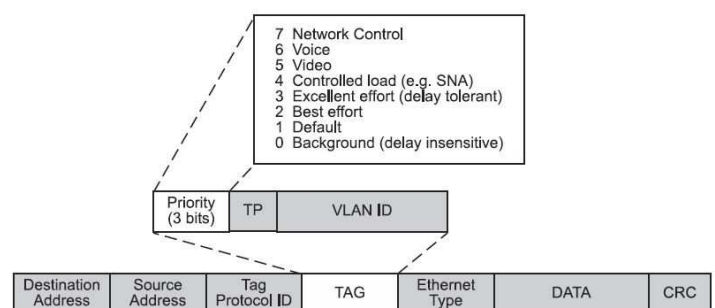 7 Network Control
6 Voice
5 Video
4 Controlled load (e.g. SNA)
3 Excellent effort (delay tolerant)
2 Best effort
1 Default
0 Background (delay insensitive)
Priority
(3 bits)
TP
VLAN ID
Destination
Address
Source
Address
Tag
Protocol ID
TAG
Ethernet
Type
DATA
CRC